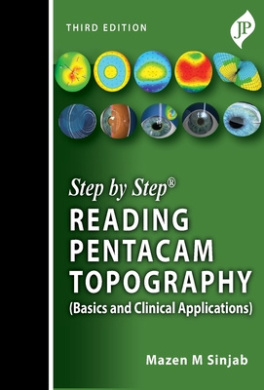 JP
THIRD EDITION
Step by Step®
READING
PENTACAM
TOPOGRAPHY
(Basics and Clinical Applications)
Mazen M Sinjab